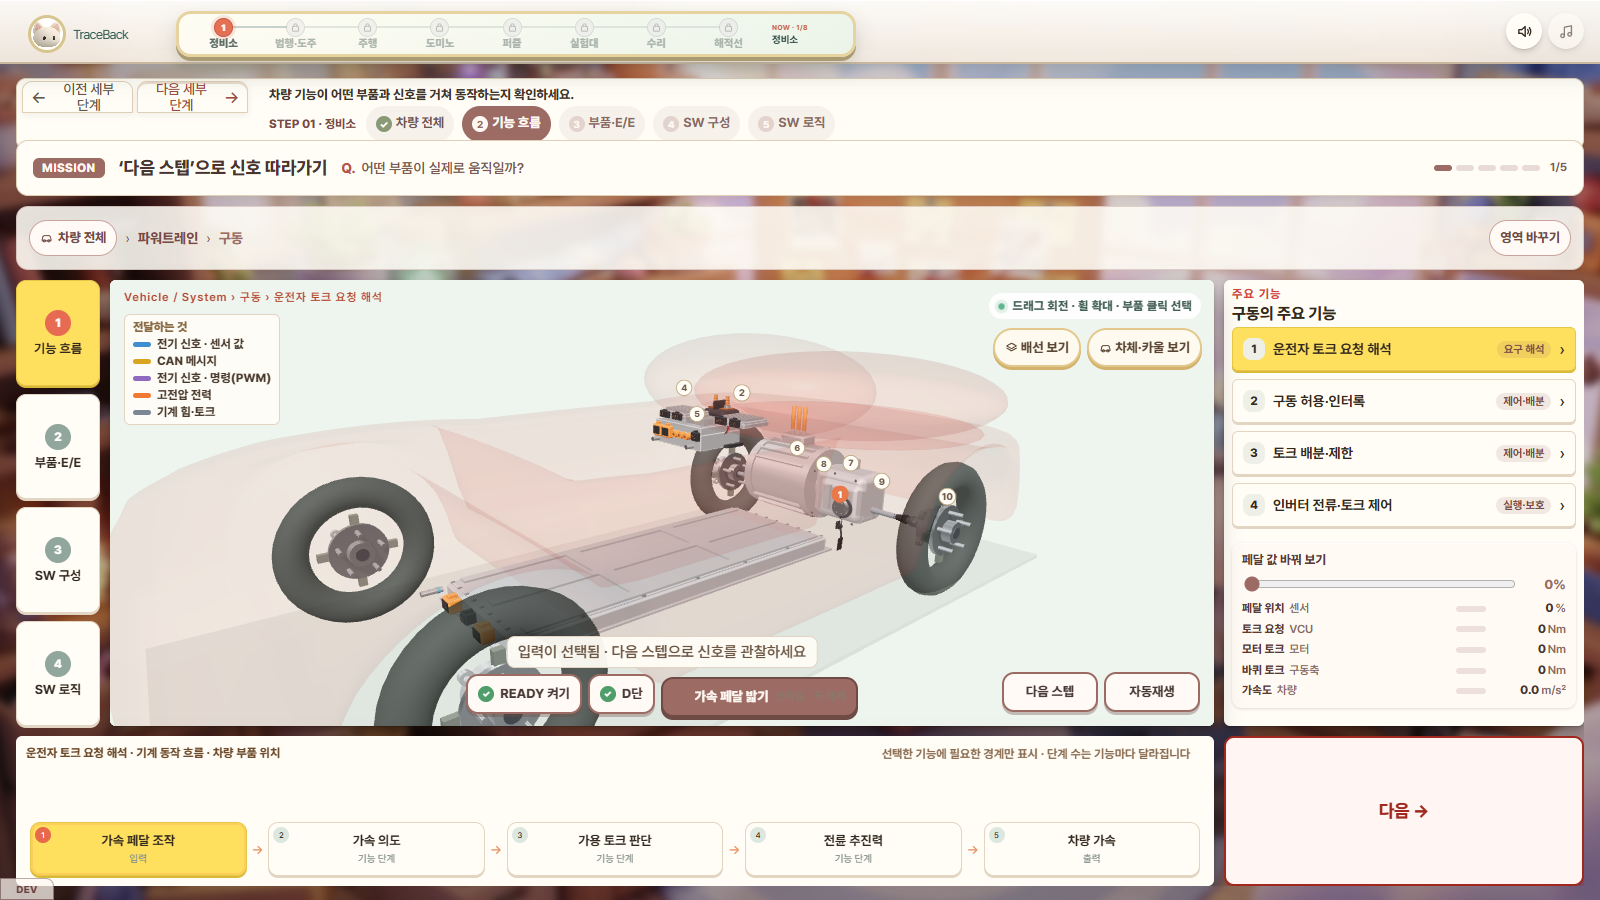 TraceBack
1
정비소
범행·도주
주행
도미노
퍼즐
실험대
수리
해적선
NOW · 1/8
정비소
이전 세부 단계
다음 세부 단계
차량 기능이 어떤 부품과 신호를 거쳐 동작하는지 확인하세요.
STEP 01 · 정비소
차량 전체
2 기능 흐름
3 부품·E/E
4 SW 구성
5 SW 로직
MISSION
‘다음 스텝’으로 신호 따라가기
Q. 어떤 부품이 실제로 움직일까?
1/5
차량 전체 › 파워트레인 › 구동
영역 바꾸기
1
기능 흐름
2
부품·E/E
3
SW 구성
4
SW 로직
Vehicle / System › 구동 › 운전자 토크 요청 해석
드래그 회전 · 휠 확대 · 부품 클릭 선택
전달하는 것
전기 신호 · 센서 값
CAN 메시지
전기 신호 · 명령(PWM)
고전압 전력
기계 힘·토크
배선 보기
차체·카울 보기
4
2
5
6
8
7
9
1
10
입력이 선택됨 · 다음 스텝으로 신호를 관찰하세요
READY 켜기
D단
가속 페달 밟기
다음 스텝
자동재생
주요 기능
구동의 주요 기능
1 운전자 토크 요청 해석 요구 해석 ›
2 구동 허용·인터록 제어·배분 ›
3 토크 배분·제한 제어·배분 ›
4 인버터 전류·토크 제어 실행·보호 ›
페달 값 바꿔 보기
0%
페달 위치 센서 0 %
토크 요청 VCU 0 Nm
모터 토크 모터 0 Nm
바퀴 토크 구동축 0 Nm
가속도 차량 0.0 m/s²
운전자 토크 요청 해석 · 기계 동작 흐름 · 차량 부품 위치
선택한 기능에 필요한 경계만 표시 · 단계 수는 기능마다 달라집니다
1
가속 페달 조작
입력
→
2
가속 의도
기능 단계
→
3
가용 토크 판단
기능 단계
→
4
전륜 추진력
기능 단계
→
5
차량 가속
출력
다음 →
DEV